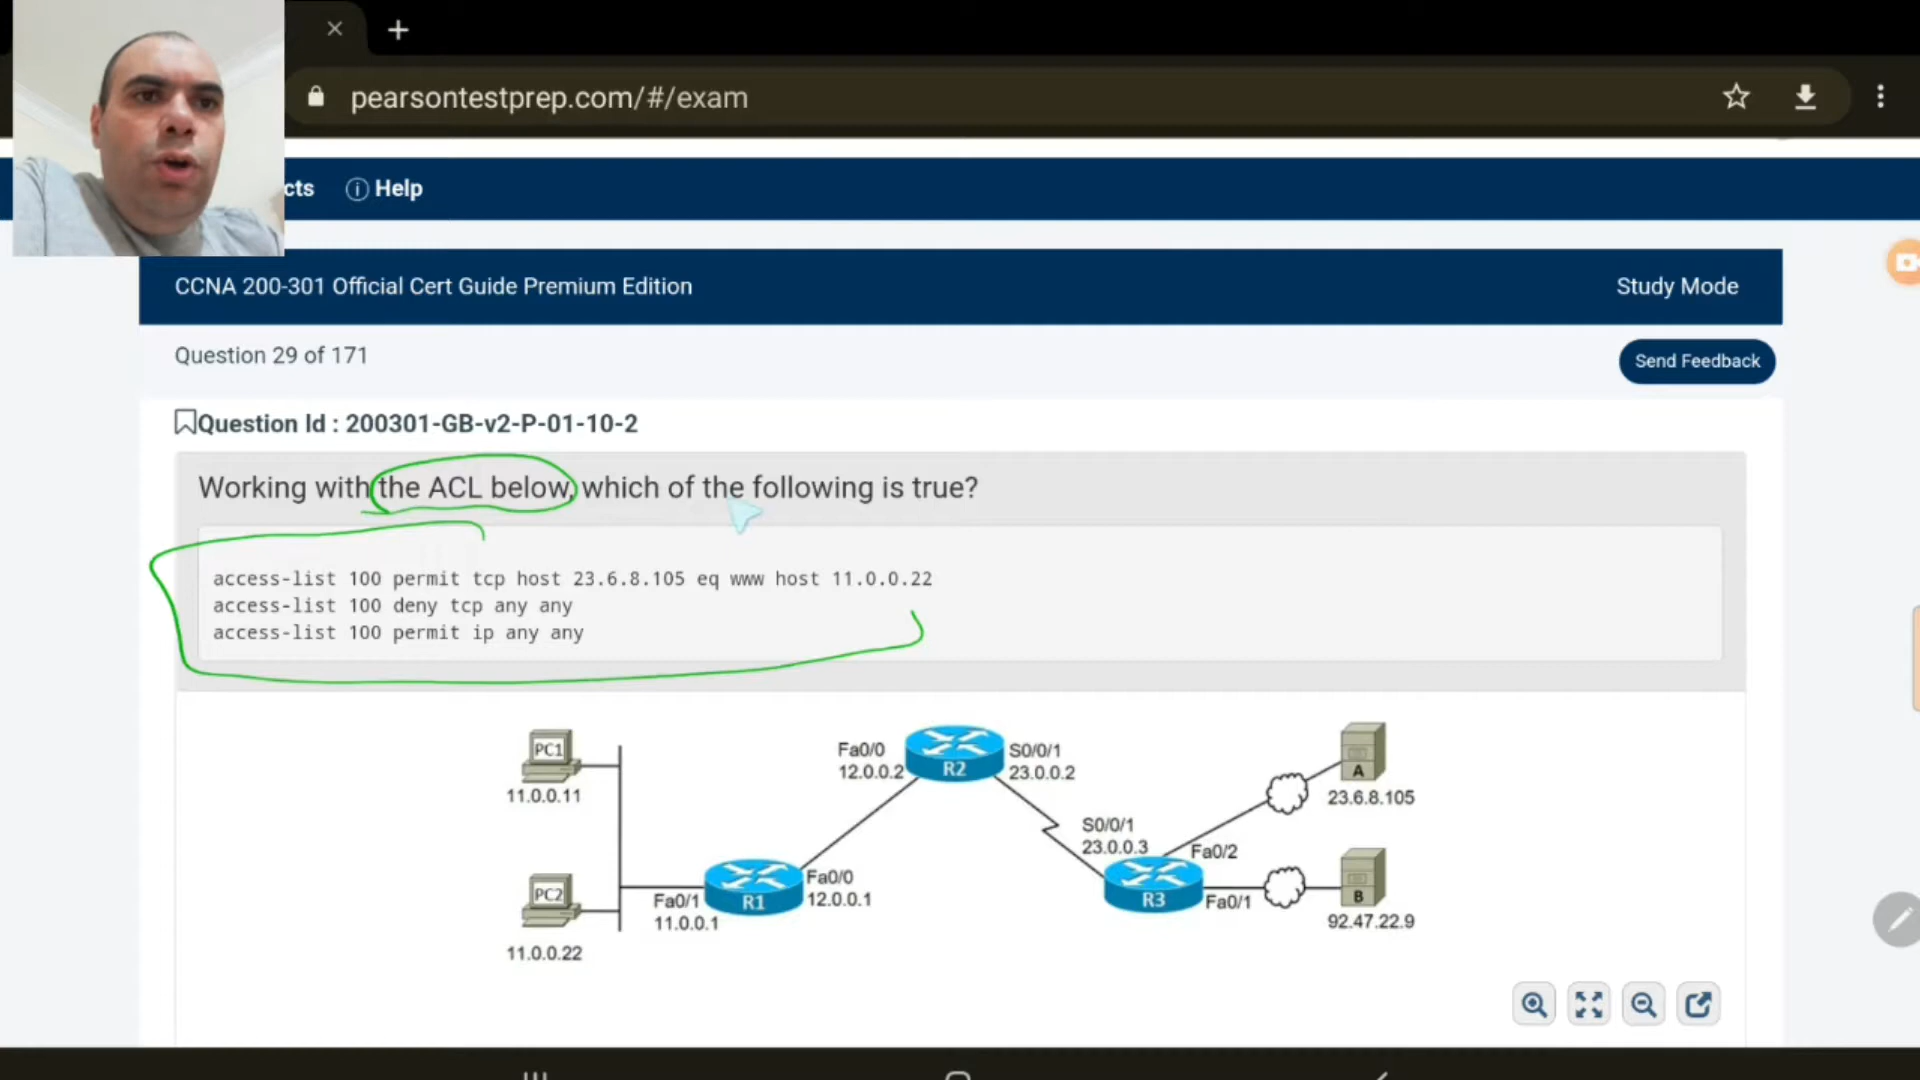 pearsontestprep.com/#/exam
cts
Help
CCNA 200-301 Official Cert Guide Premium Edition
Study Mode
Question 29 of 171
Send Feedback
Question Id : 200301-GB-v2-P-01-10-2
Working with the ACL below, which of the following is true?
access-list 100 permit tcp host 23.6.8.105 eq www host 11.0.0.22
access-list 100 deny tcp any any
access-list 100 permit ip any any
PC1
11.0.0.11
PC2
11.0.0.22
Fa0/1
11.0.0.1
R1
Fa0/0
12.0.0.1
Fa0/0
12.0.0.2
R2
S0/0/1
23.0.0.2
S0/0/1
23.0.0.3
R3
Fa0/2
Fa0/1
A
23.6.8.105
B
92.47.22.9